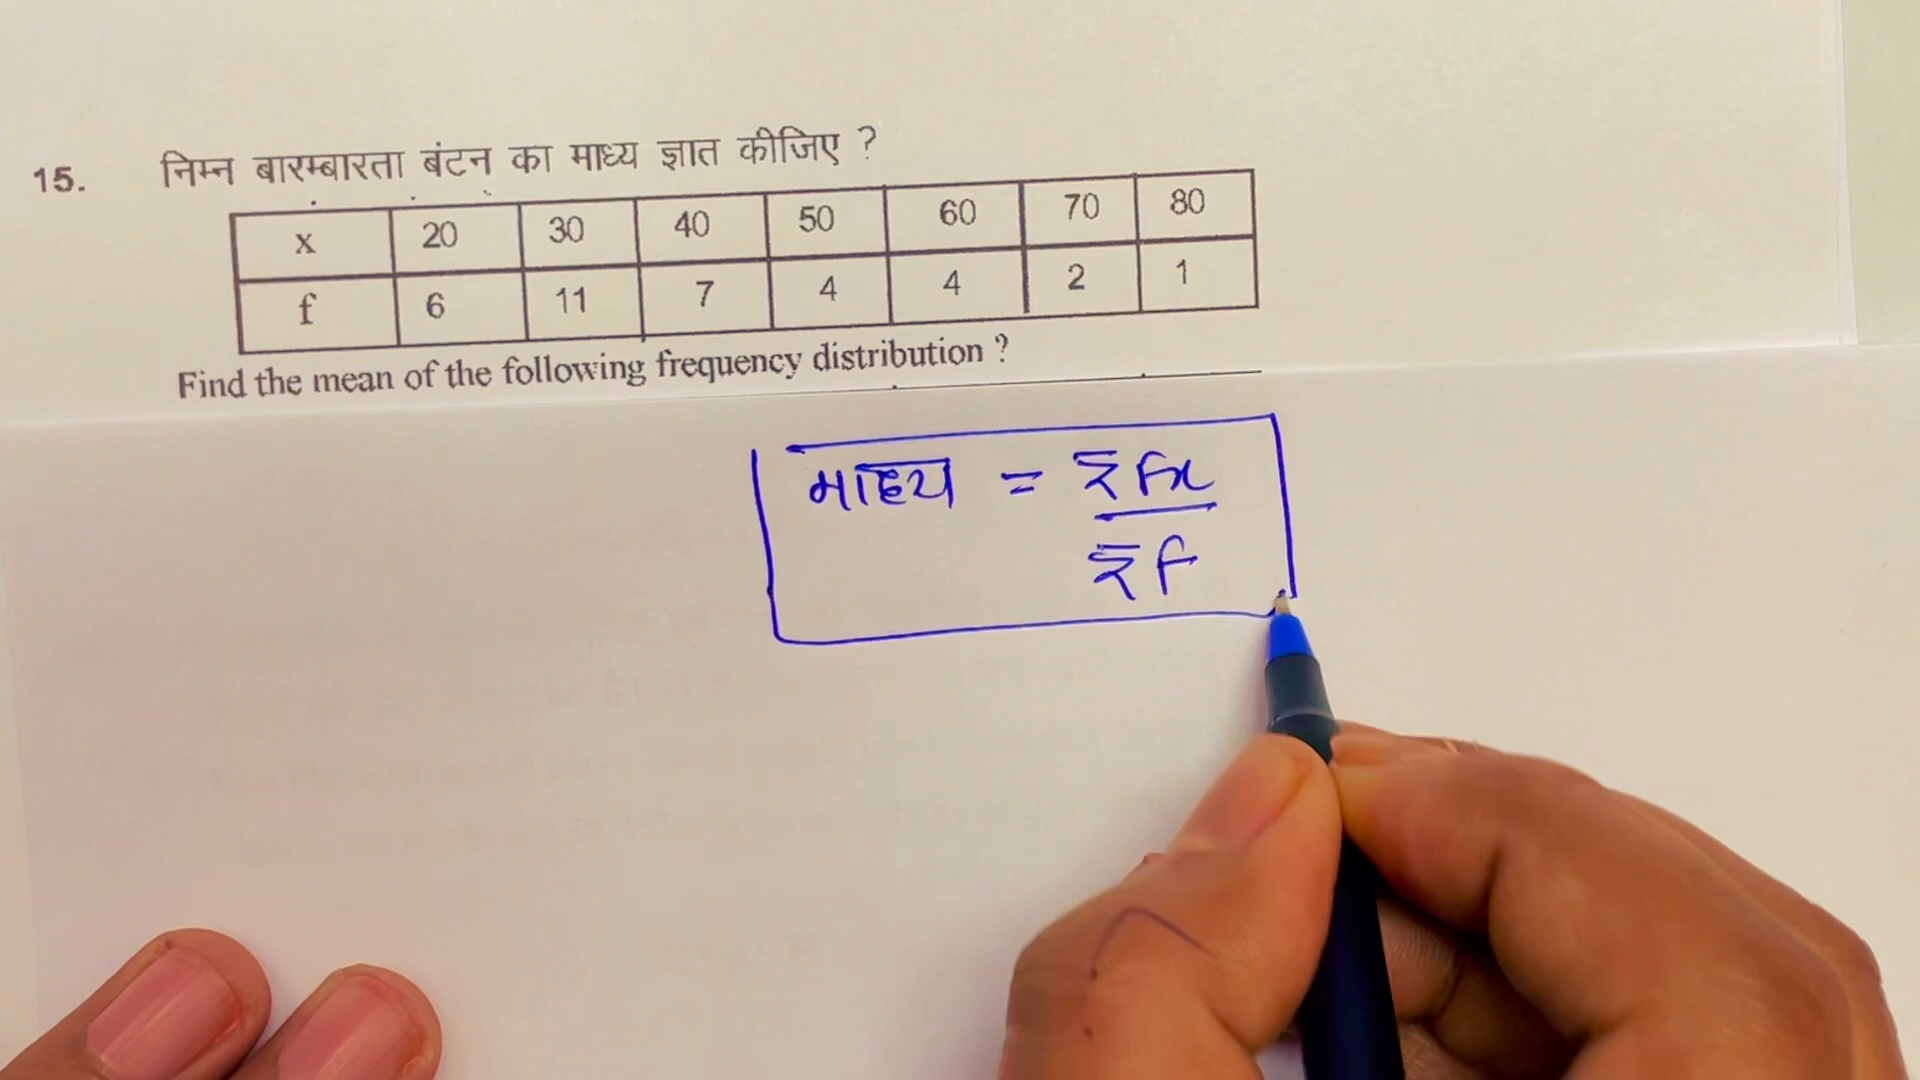 15. निम्न बारम्बारता बंटन का माध्य ज्ञात कीजिए ?
x 20 30 40 50 60 70 80
f 6 11 7 4 4 2 1
Find the mean of the following frequency distribution ?
माध्य = Σfx
Σf